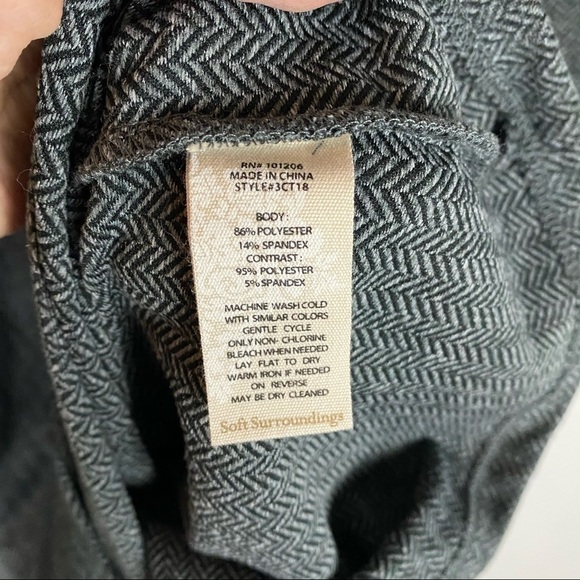 RN# 101206
MADE IN CHINA
STYLE#3CT18
BODY:
86% POLYESTER
14% SPANDEX
CONTRAST:
95% POLYESTER
5% SPANDEX
MACHINE WASH COLD
WITH SIMILAR COLORS
GENTLE CYCLE
ONLY NON- CHLORINE
BLEACH WHEN NEEDED
LAY FLAT TO DRY
WARM IRON IF NEEDED
ON REVERSE
MAY BE DRY CLEANED
Soft Surroundings